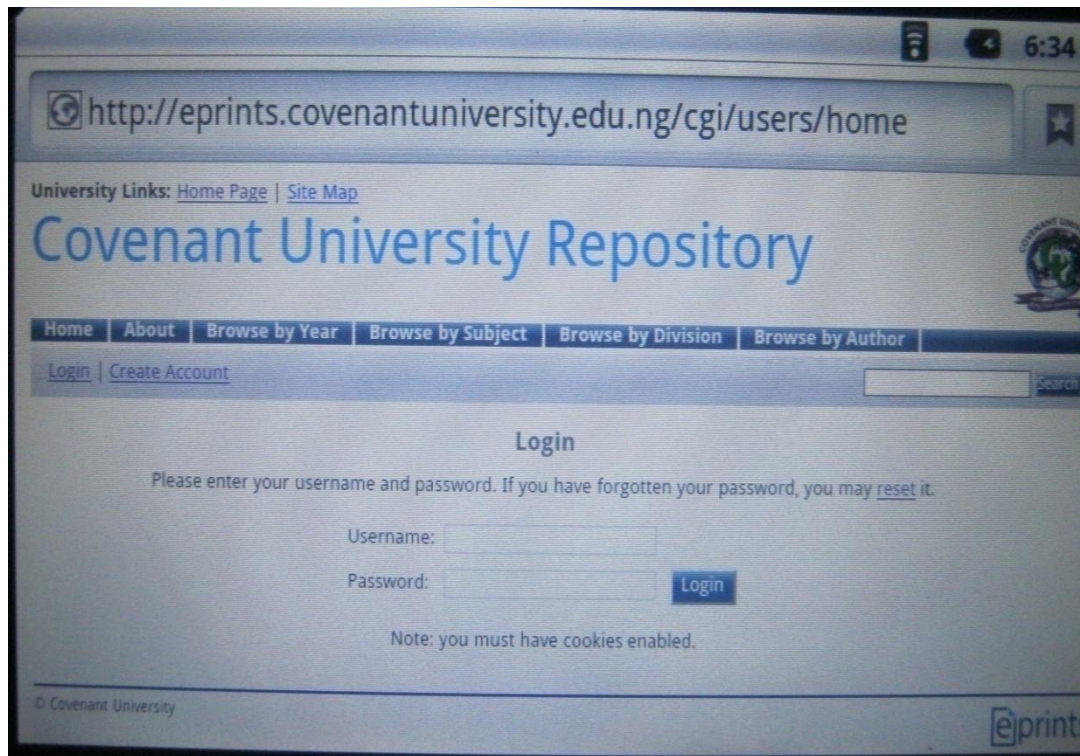 6:34
http://eprints.covenantuniversity.edu.ng/cgi/users/home
University Links: Home Page | Site Map
Covenant University Repository
Home | About | Browse by Year | Browse by Subject | Browse by Division | Browse by Author
Login | Create Account
Search
Login
Please enter your username and password. If you have forgotten your password, you may reset it.
Username:
Password:
Login
Note: you must have cookies enabled.
© Covenant University
eprint